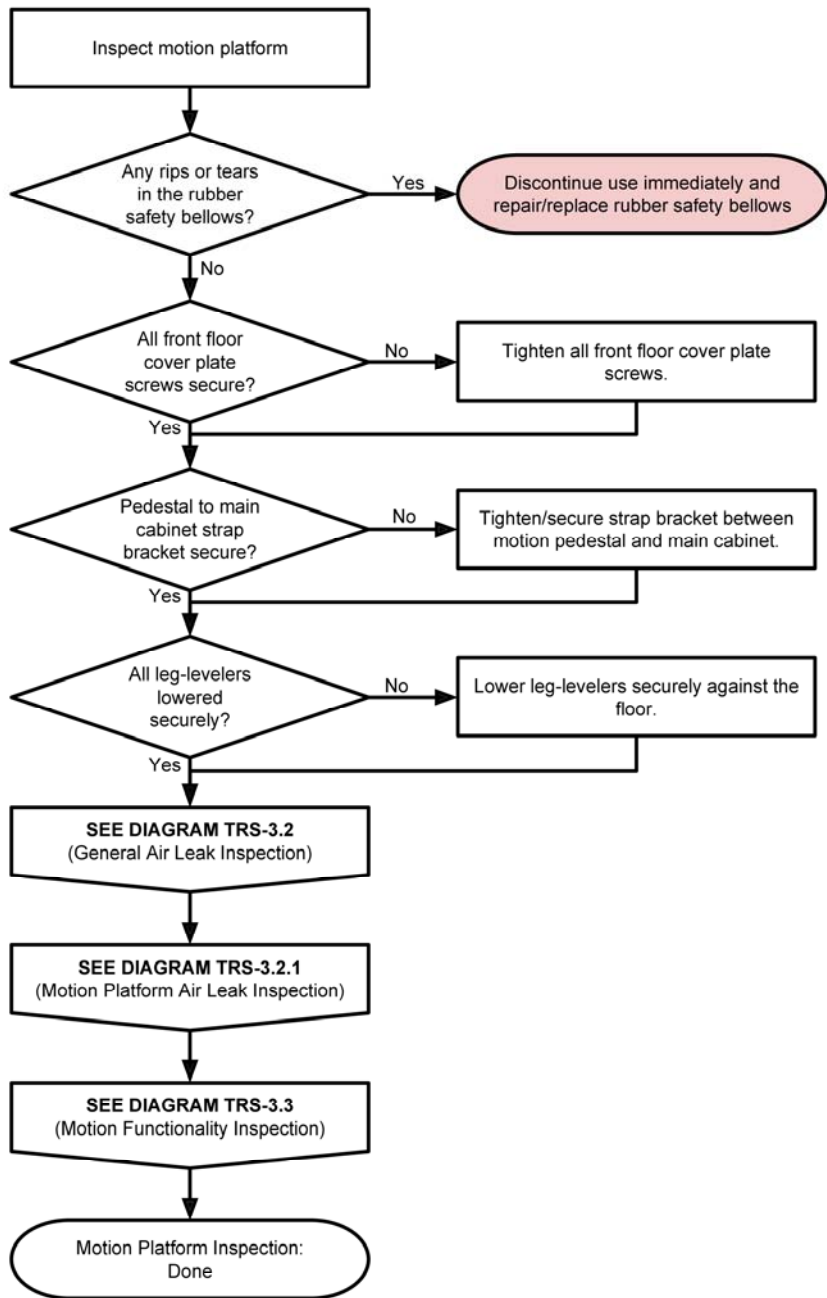 Inspect motion platform
Any rips or tears
in the rubber
safety bellows?
Yes
Discontinue use immediately and
repair/replace rubber safety bellows
No
All front floor
cover plate
screws secure?
No
Tighten all front floor cover plate
screws.
Yes
Pedestal to main
cabinet strap
bracket secure?
No
Tighten/secure strap bracket between
motion pedestal and main cabinet.
Yes
All leg-levelers
lowered
securely?
No
Lower leg-levelers securely against the
floor.
Yes
SEE DIAGRAM TRS-3.2
(General Air Leak Inspection)
SEE DIAGRAM TRS-3.2.1
(Motion Platform Air Leak Inspection)
SEE DIAGRAM TRS-3.3
(Motion Functionality Inspection)
Motion Platform Inspection:
Done